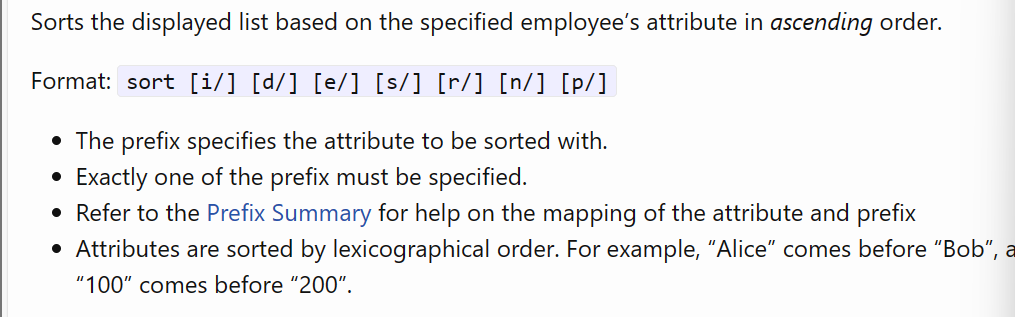 Sorts the displayed list based on the specified employee’s attribute in ascending order.
Format: sort [i/] [d/] [e/] [s/] [r/] [n/] [p/]
• The prefix specifies the attribute to be sorted with.
• Exactly one of the prefix must be specified.
• Refer to the Prefix Summary for help on the mapping of the attribute and prefix
• Attributes are sorted by lexicographical order. For example, “Alice” comes before “Bob”,
“100” comes before “200”.